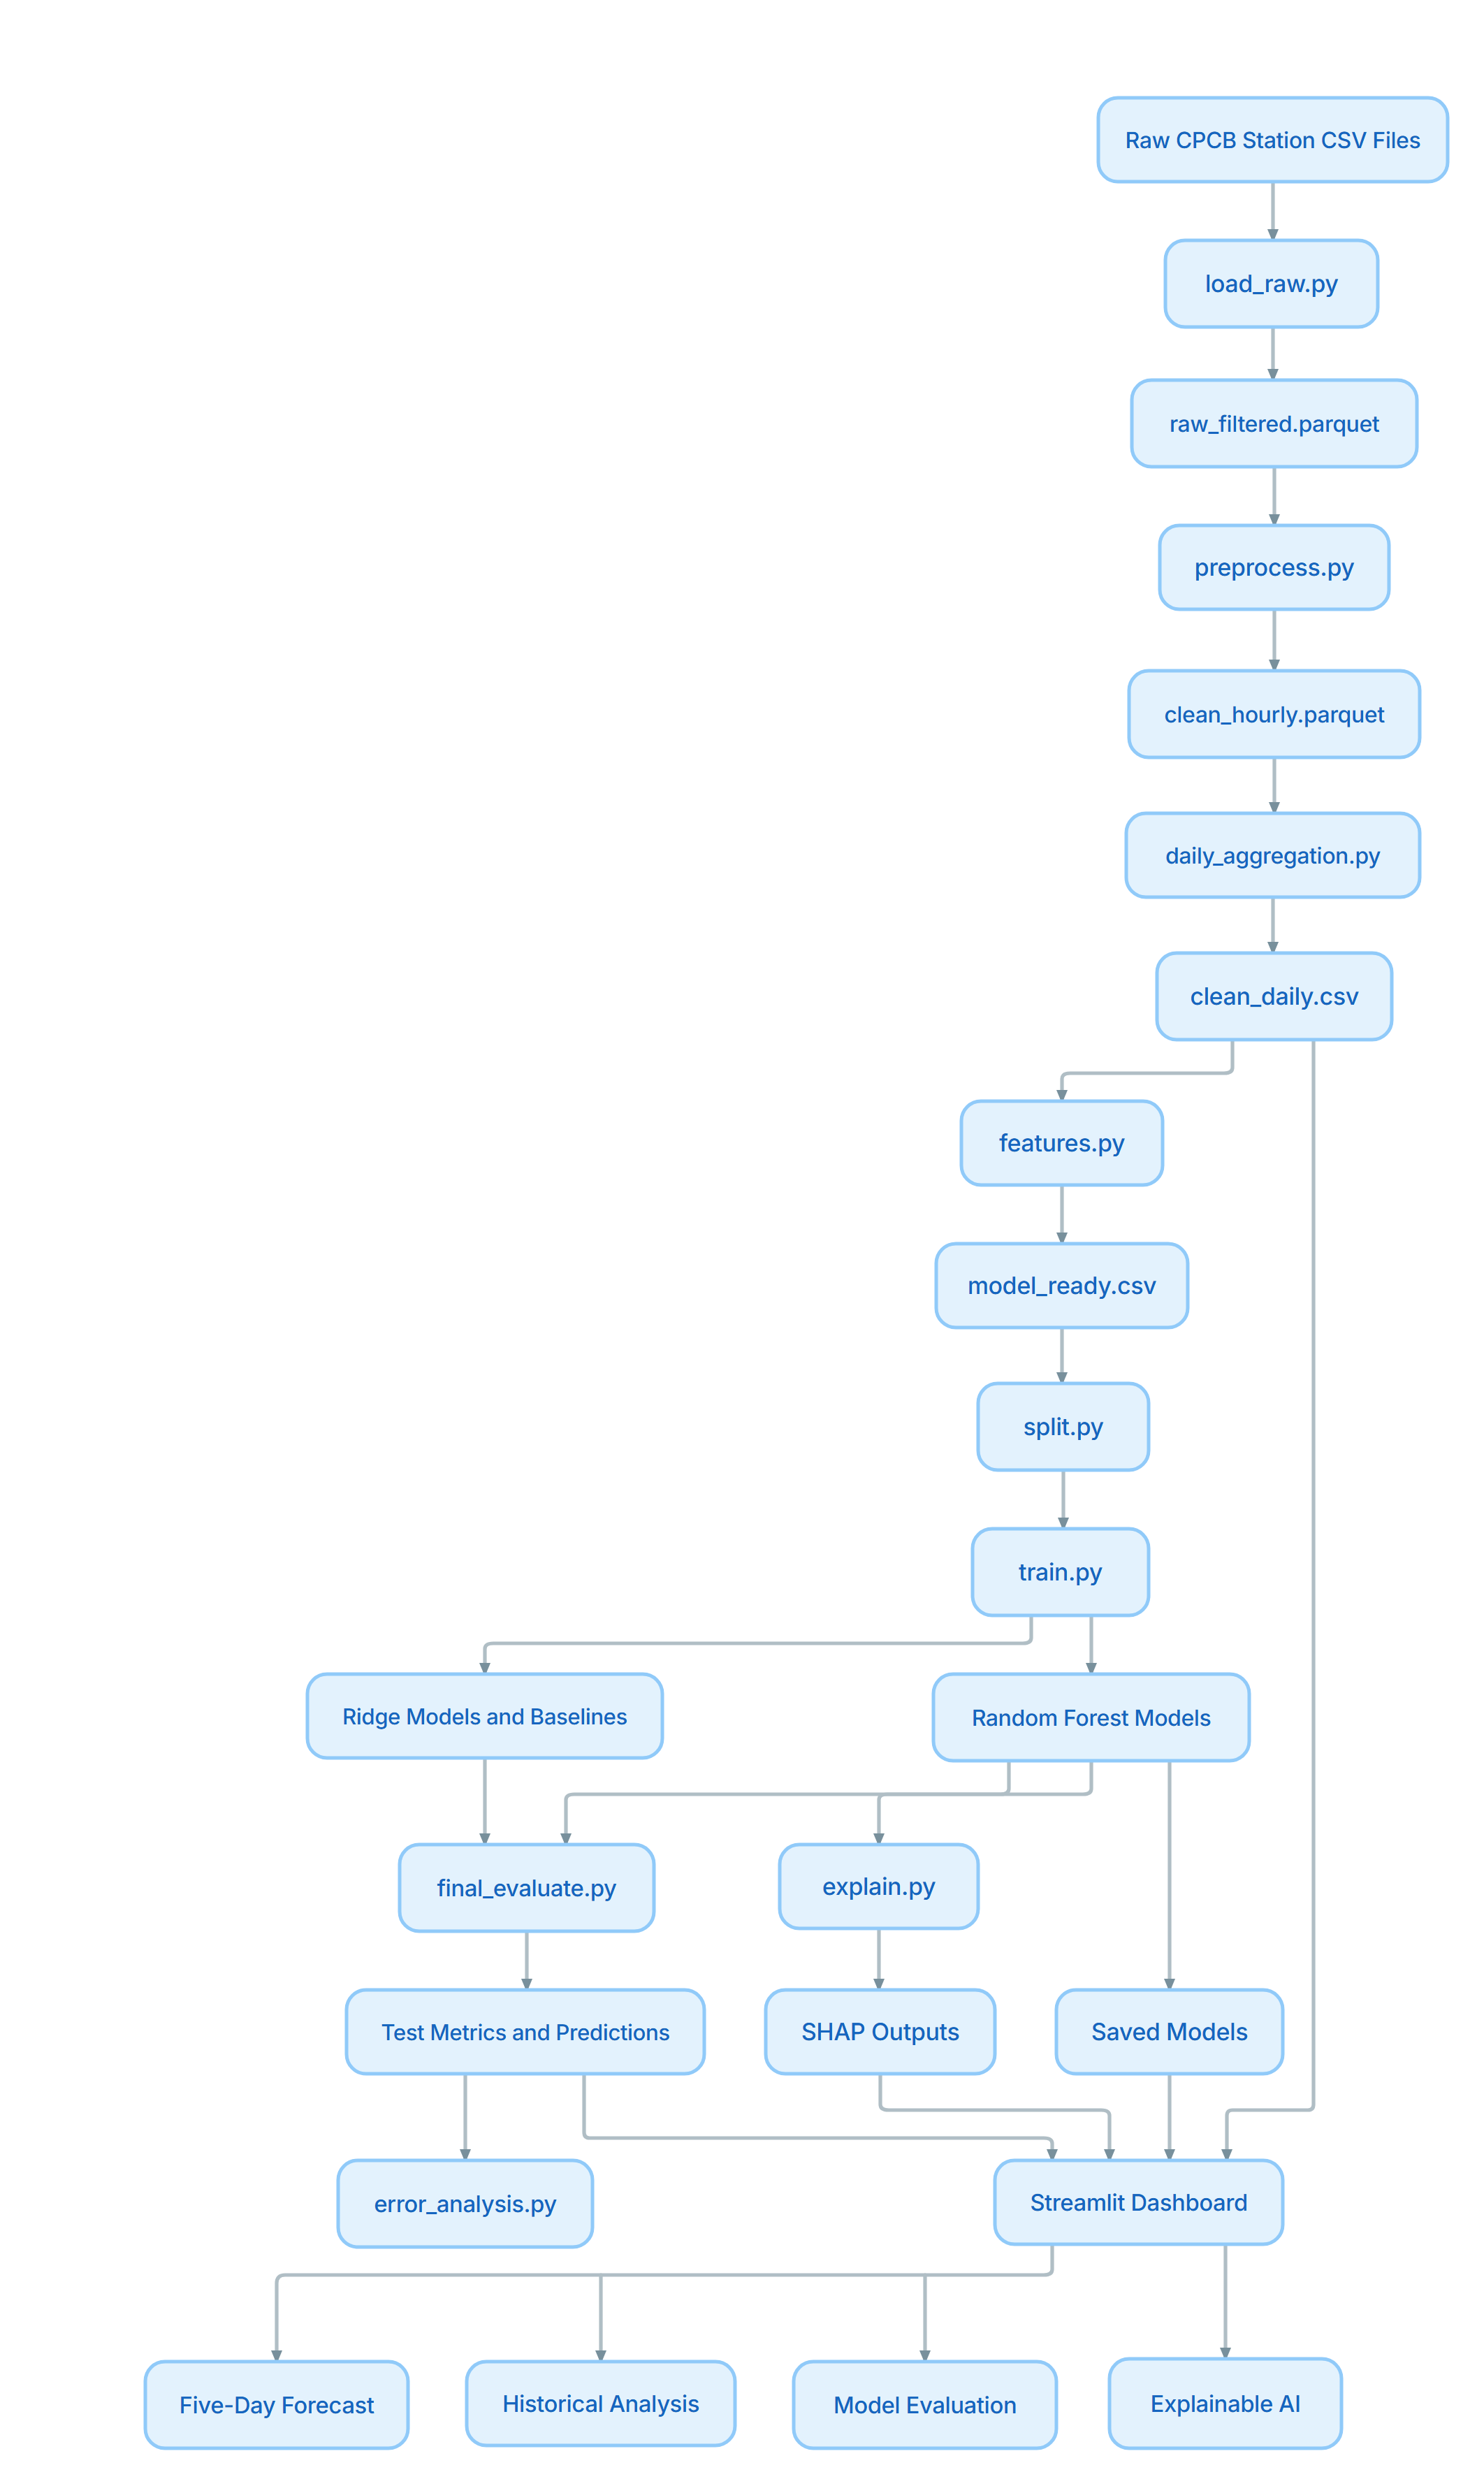 Raw CPCB Station CSV Files
load_raw.py
raw_filtered.parquet
preprocess.py
clean_hourly.parquet
daily_aggregation.py
clean_daily.csv
features.py
model_ready.csv
split.py
train.py
Ridge Models and Baselines
Random Forest Models
final_evaluate.py
explain.py
Test Metrics and Predictions
SHAP Outputs
Saved Models
error_analysis.py
Streamlit Dashboard
Five-Day Forecast
Historical Analysis
Model Evaluation
Explainable AI